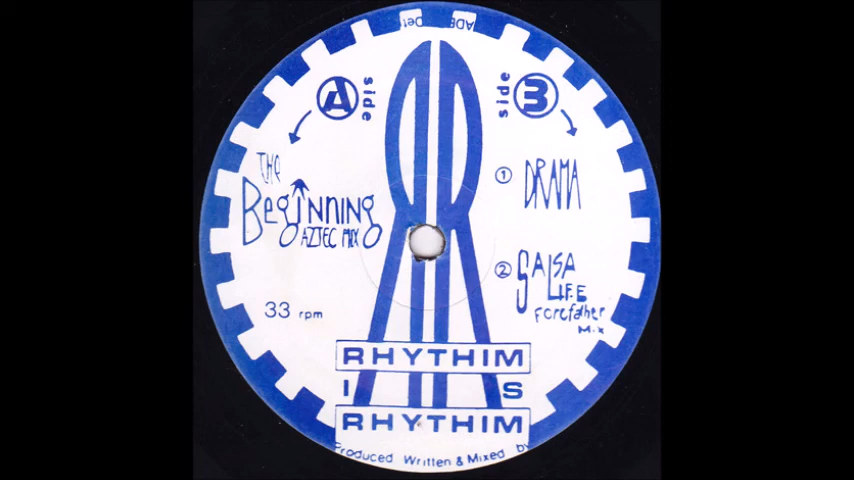 side A
The Beginning
AZTEC MIX
33 rpm
side B
1 DRAMA
2 SALSA
LIFE
Forefather
Mix
RHYTHIM
IS
RHYTHIM
Produced Written & Mixed by